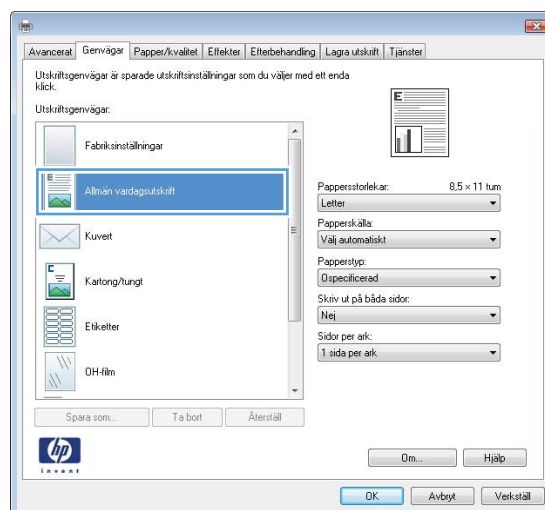 Avancerat Genvägar Papper/kvalitet Effekter Efterbehandling Lagra utskrift Tjänster
Utskriftsgenvägar är sparade utskriftsinställningar som du väljer med ett enda
klick.
Utskriftsgenvägar:
Fabriksinställningar
Allmän vardagsutskrift
Kuvert
Kartong/tungt
Etiketter
OH-film
Spara som... Ta bort Återställ
E
Pappersstorlekar: 8,5 × 11 tum
Letter
Papperskälla:
Välj automatiskt
Papperstyp:
Ospecificerad
Skriv ut på båda sidor:
Nej
Sidor per ark:
1 sida per ark
hp
invent
Om... Hjälp
OK Avbryt Verkställ